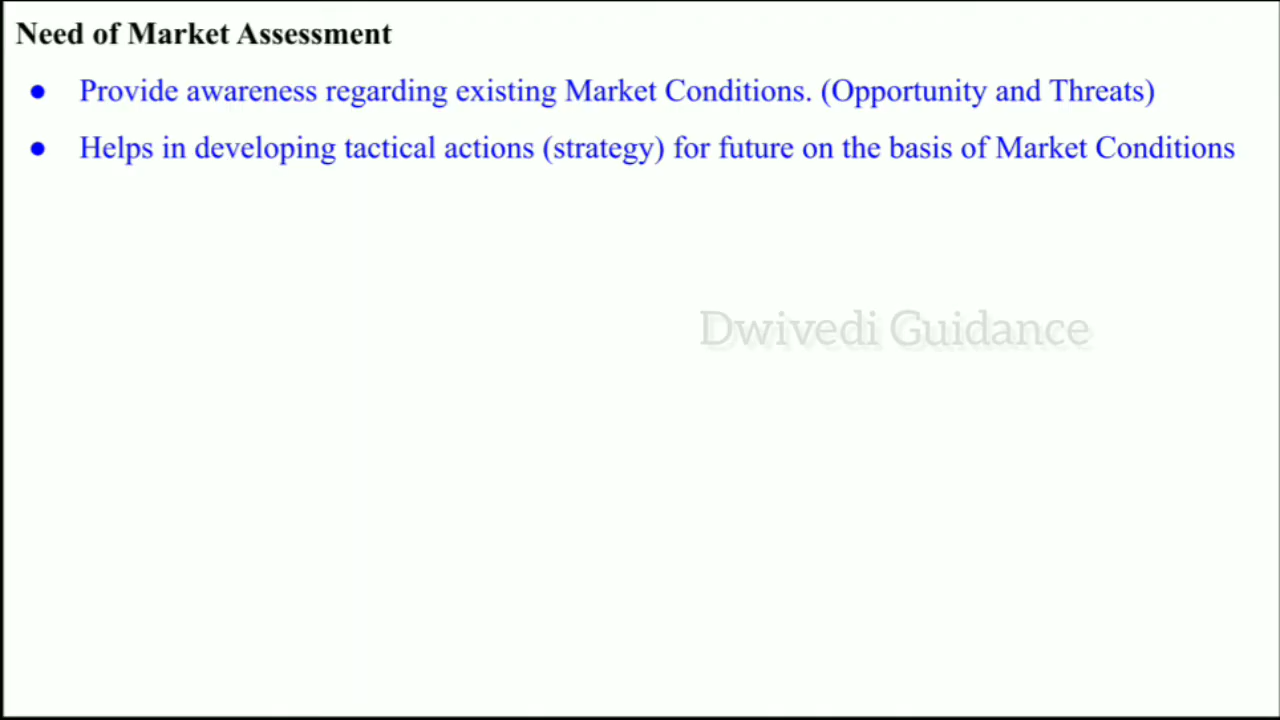 Need of Market Assessment
● Provide awareness regarding existing Market Conditions. (Opportunity and Threats)
● Helps in developing tactical actions (strategy) for future on the basis of Market Conditions
Dwivedi Guidance